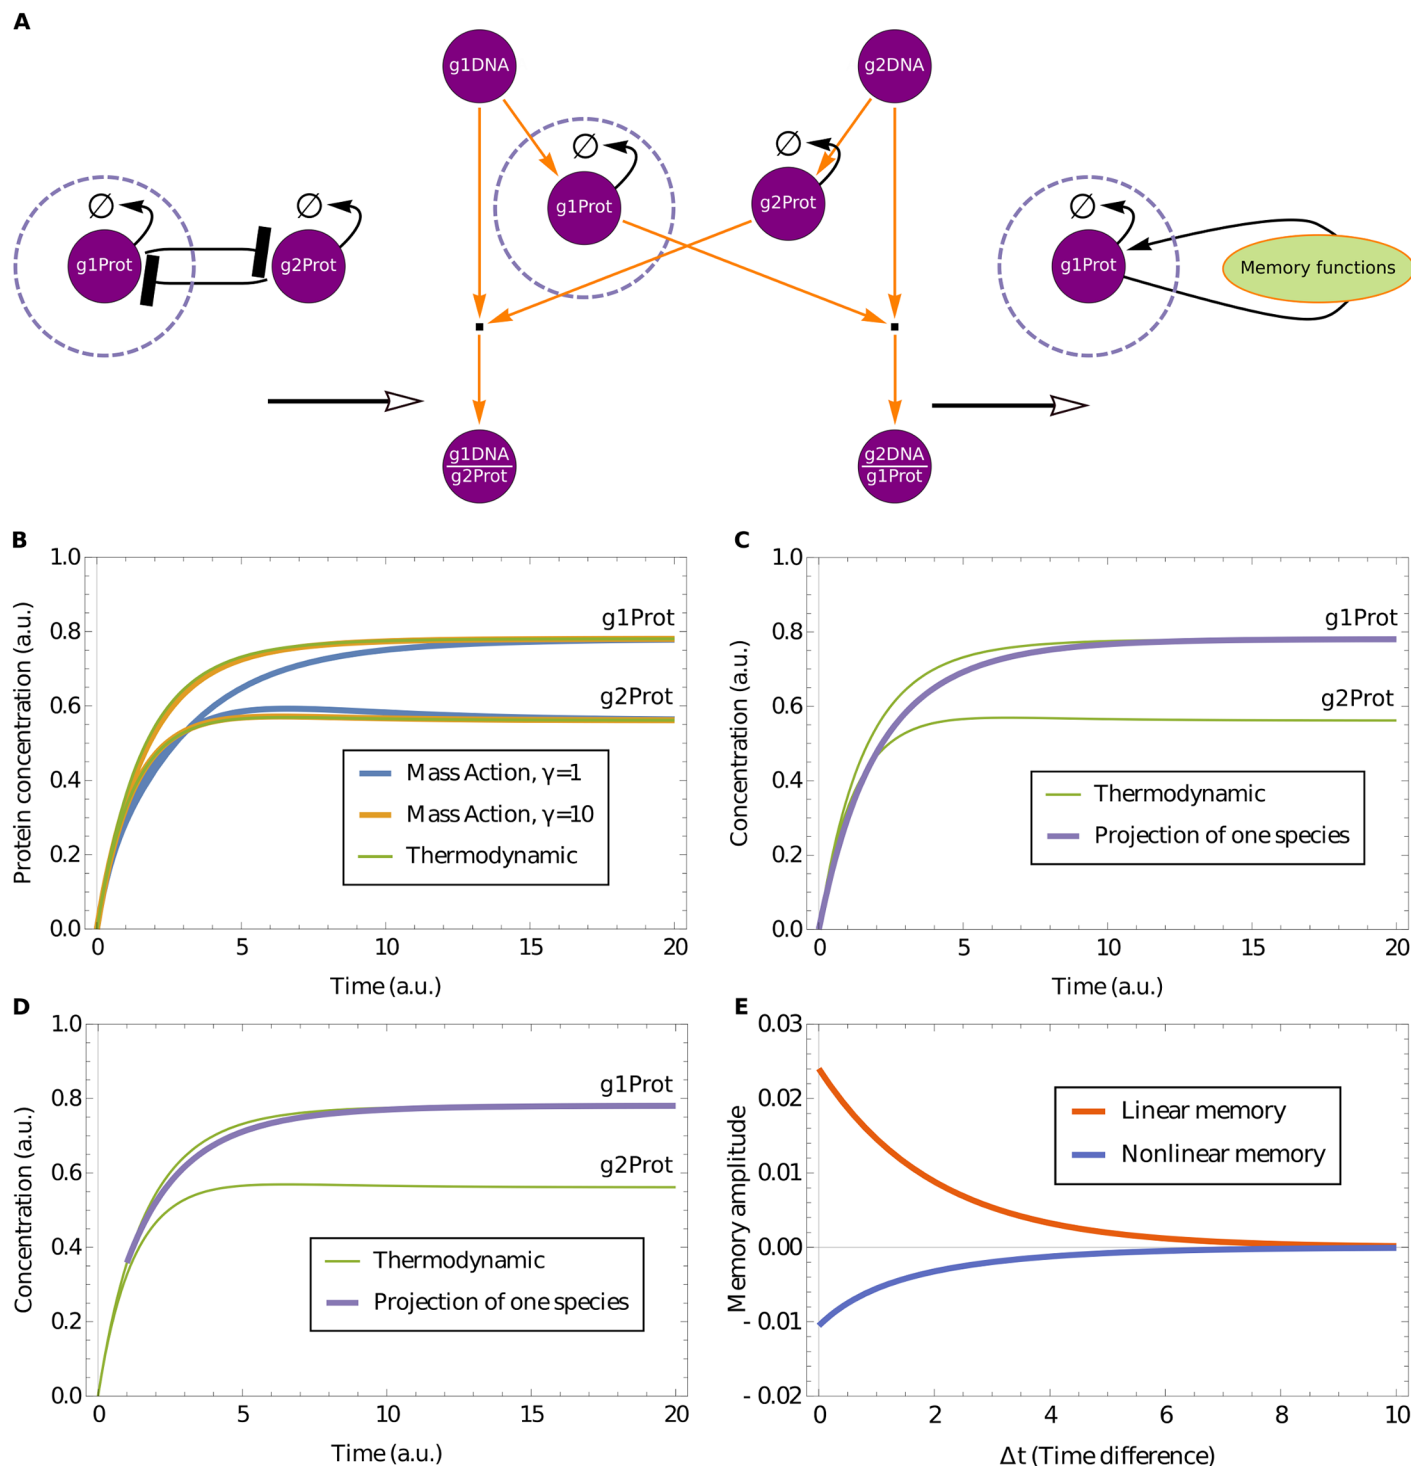 A
g1DNA
g2DNA
∅
∅
g1Prot
g2Prot
∅
∅
∅
g1Prot
g2Prot
g1Prot
Memory functions
g1DNA
g2Prot
g2DNA
g1Prot
B
1.0
0.8
0.6
0.4
0.2
0.0
Protein concentration (a.u.)
g1Prot
g2Prot
Mass Action, γ=1
Mass Action, γ=10
Thermodynamic
0 5 10 15 20
Time (a.u.)
C
1.0
0.8
0.6
0.4
0.2
0.0
Concentration (a.u.)
g1Prot
g2Prot
Thermodynamic
Projection of one species
0 5 10 15 20
Time (a.u.)
D
1.0
0.8
0.6
0.4
0.2
0.0
Concentration (a.u.)
g1Prot
g2Prot
Thermodynamic
Projection of one species
0 5 10 15 20
Time (a.u.)
E
0.03
0.02
0.01
0.00
- 0.01
- 0.02
Memory amplitude
Linear memory
Nonlinear memory
0 2 4 6 8 10
Δt (Time difference)